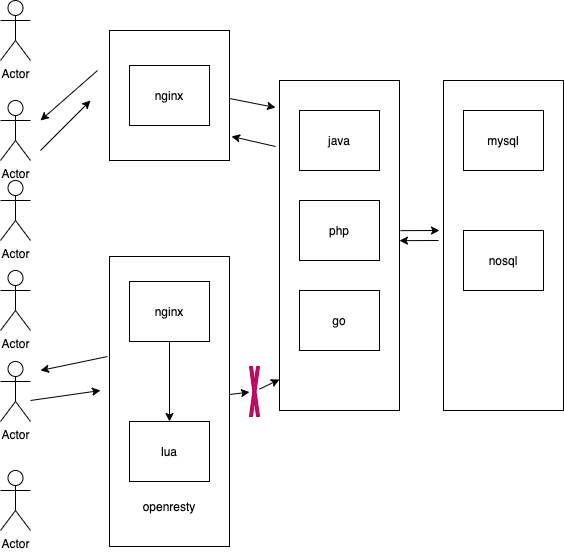 Actor
Actor
Actor
Actor
Actor
Actor
nginx
nginx
lua
openresty
java
php
go
mysql
nosql